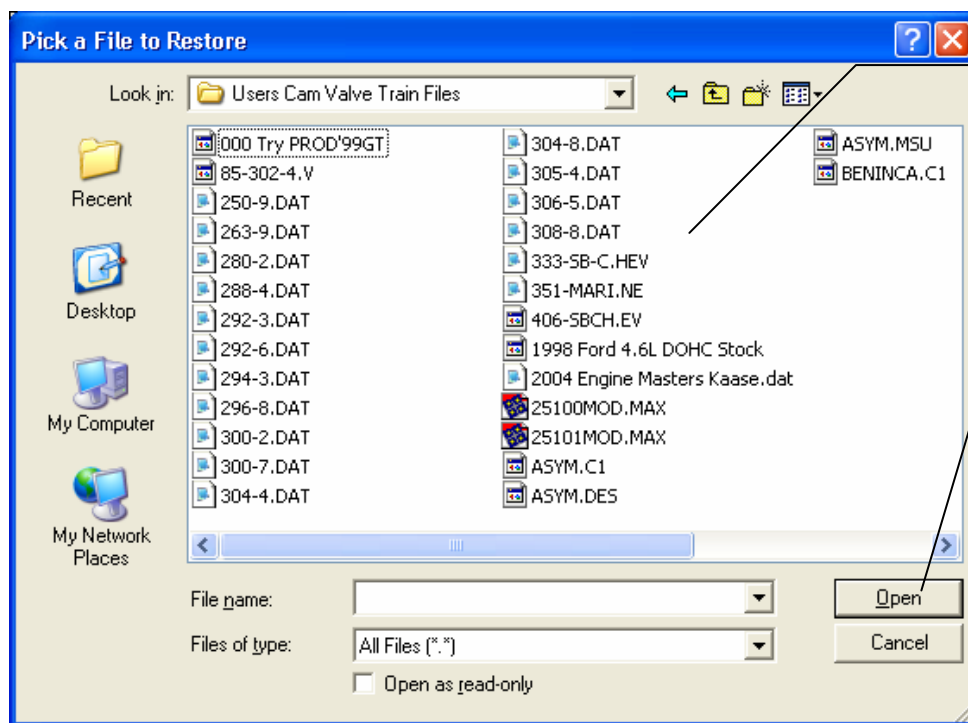 Pick a File to Restore
Look in:
Users Cam Valve Train Files
Recent
Desktop
My Computer
My Network
Places
000 Try PROD'99GT
85-302-4.V
250-9.DAT
263-9.DAT
280-2.DAT
288-4.DAT
292-3.DAT
292-6.DAT
294-3.DAT
296-8.DAT
300-2.DAT
300-7.DAT
304-4.DAT
304-8.DAT
305-4.DAT
306-5.DAT
308-8.DAT
333-SB-C.HEV
351-MARI.NE
406-SBCH.EV
1998 Ford 4.6L DOHC Stock
2004 Engine Masters Kaase.dat
25100MOD.MAX
25101MOD.MAX
ASYM.C1
ASYM.DES
ASYM.MSU
BENINCA.C1
File name:
Open
Files of type:
All Files (*.*)
Cancel
Open as read-only